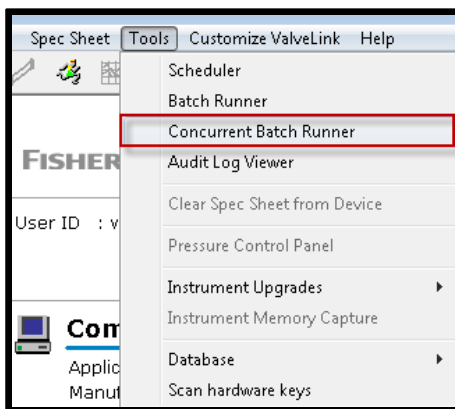 Spec Sheet Tools Customize ValveLink Help
Scheduler
Batch Runner
Concurrent Batch Runner
FISHER
Audit Log Viewer
Clear Spec Sheet from Device
User ID : v
Pressure Control Panel
Instrument Upgrades
Instrument Memory Capture
Com
Database
Applic
Scan hardware keys
Manuf